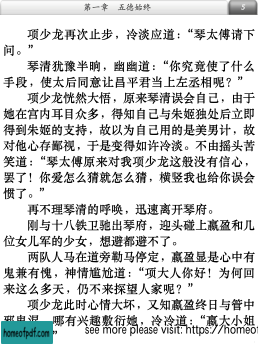 第一章 五德始终
3
项少龙再次止步，冷淡应道：“琴太傅请下
问。”
琴清犹豫半晌，幽幽道：“你究竟使了什么
手段，使太后同意让昌平君当上左丞相呢？”
项少龙恍然大悟，原来琴清误会自己，由于
她在宫内耳目众多，得知自己与朱姬独处后立即
得到朱姬的支持，故以为自己用的是美男计，故
对他心存鄙视，于是变得如许冷淡。不由摇头苦
笑道：“琴太傅原来对我项少龙这般没有信心，
罢了！你爱怎么猜就怎么猜，横竖我也给你误会
惯了。”
再不理琴清的呼唤，迅速离开琴府。
刚与十八铁卫驰出琴府，迎头碰上嬴盈和几
位女儿军的少女，想避都避不了。
两队人马在道旁勒马停定，嬴盈显是心中有
鬼兼有愧，神情尴尬道：“项大人你好！为何回
来这么多天，仍不来探望人家呢？”
项少龙此时心情大坏，又知嬴盈终日与管中
邪鬼混，哪有兴趣敷衍她，冷冷道：“嬴大小姐
homeofpdf.com
see more please visit: https://homeof